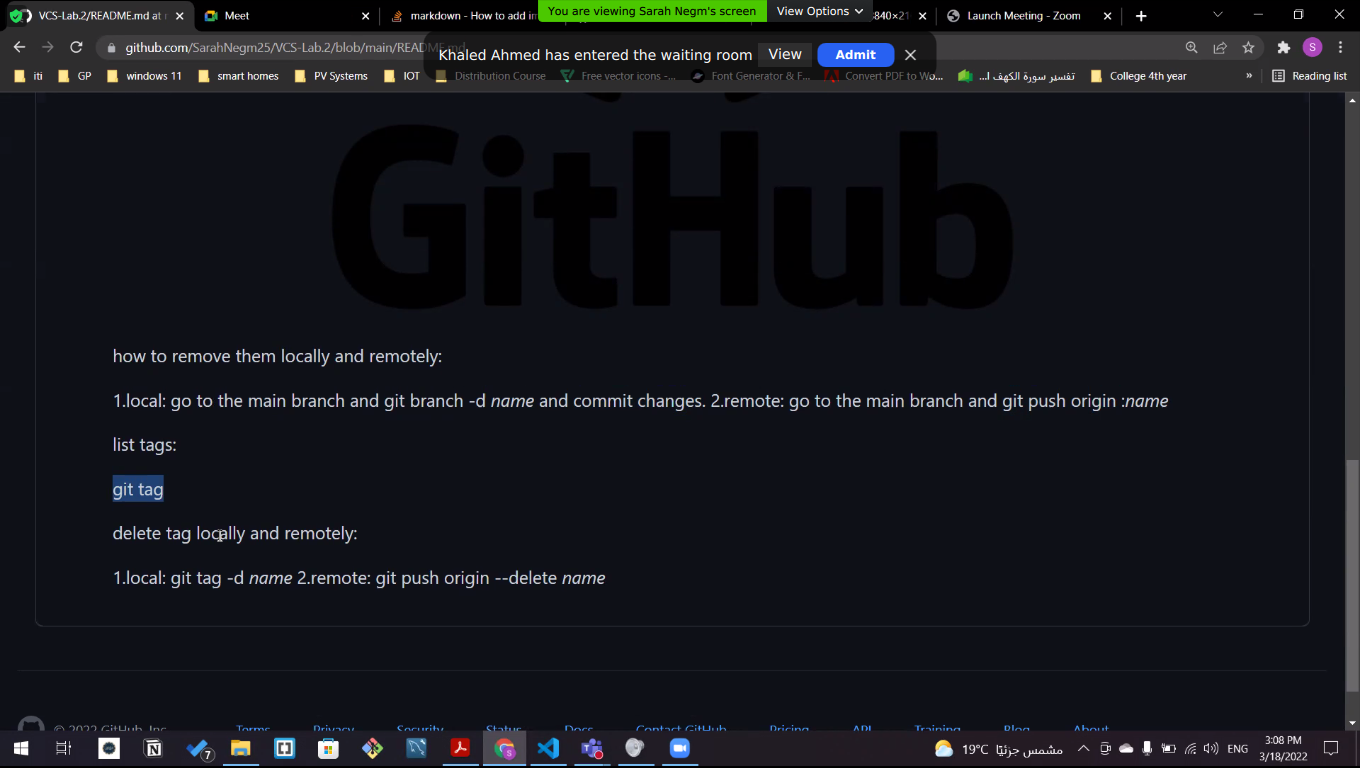 VCS-Lab.2/README.md at
Meet
markdown - How to add im
3840×21
Launch Meeting - Zoom
You are viewing Sarah Negm's screen
View Options
github.com/SarahNegm25/VCS-Lab.2/blob/main/README.md
Khaled Ahmed has entered the waiting room
View
Admit
S
iti
GP
windows 11
smart homes
PV Systems
IOT
Distribution Course
Free vector icons -...
Font Generator & F...
Convert PDF to Wo...
تفسير سورة الكهف ا...
College 4th year
»
Reading list
GitHub
how to remove them locally and remotely:
1.local: go to the main branch and git branch -d name and commit changes. 2.remote: go to the main branch and git push origin :name
list tags:
git tag
delete tag locally and remotely:
1.local: git tag -d name 2.remote: git push origin --delete name
© 2022 GitHub, Inc.
Terms
Privacy
Security
Status
Docs
Contact GitHub
Pricing
API
Training
Blog
About
7
19°C مشمس جزئيًا
ENG
3:08 PM
3/18/2022